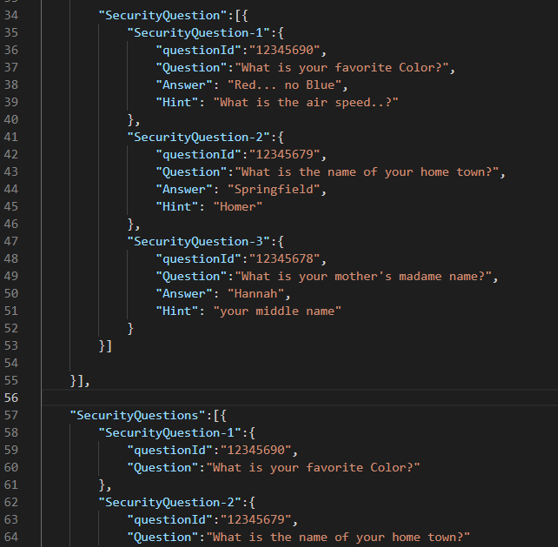 34 "SecurityQuestion":[{
35 "SecurityQuestion-1":{
36 "questionId":"12345690",
37 "Question":"What is your favorite Color?",
38 "Answer": "Red... no Blue",
39 "Hint": "What is the air speed..?"
40 },
41 "SecurityQuestion-2":{
42 "questionId":"12345679",
43 "Question":"What is the name of your home town?",
44 "Answer": "Springfield",
45 "Hint": "Homer"
46 },
47 "SecurityQuestion-3":{
48 "questionId":"12345678",
49 "Question":"What is your mother's madame name?",
50 "Answer": "Hannah",
51 "Hint": "your middle name"
52 }
53 }]
54
55 }],
56
57 "SecurityQuestions":[{
58 "SecurityQuestion-1":{
59 "questionId":"12345690",
60 "Question":"What is your favorite Color?"
61 },
62 "SecurityQuestion-2":{
63 "questionId":"12345679",
64 "Question":"What is the name of your home town?"